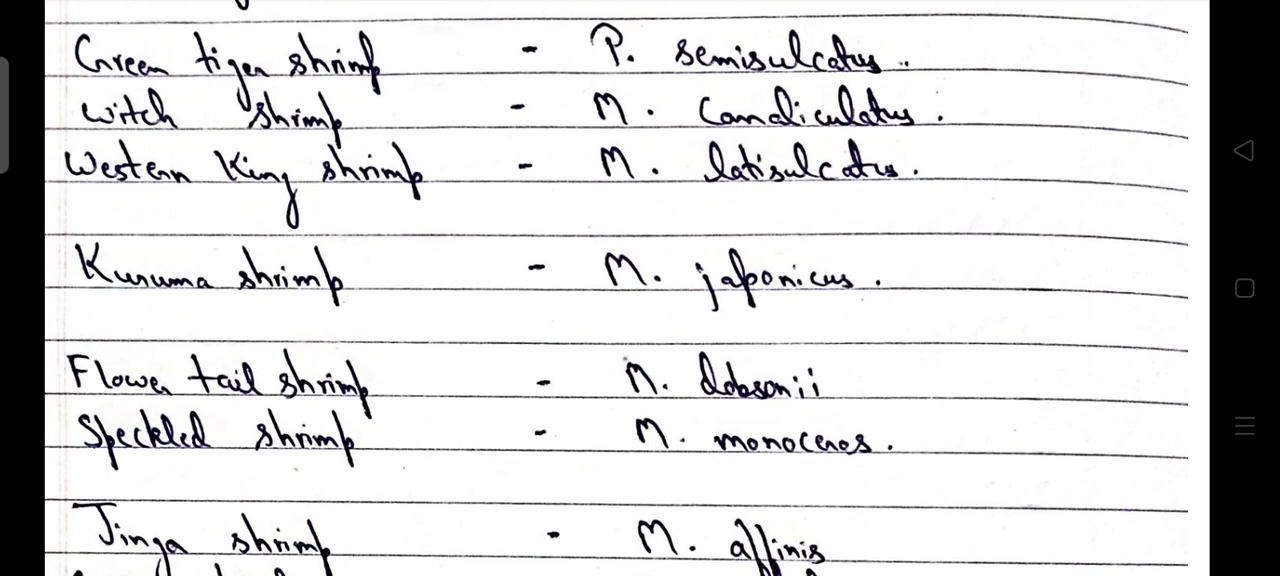 Green tiger shrimp - P. semisulcatus.
Witch shrimp - M. Canaliculatus.
Western King shrimp - M. latisulcatus.
Kuruma shrimp - M. japonicus.
Flower tail shrimp - M. dobsonii
Speckled shrimp - M. monoceros.
Jinga shrimp - M. affinis